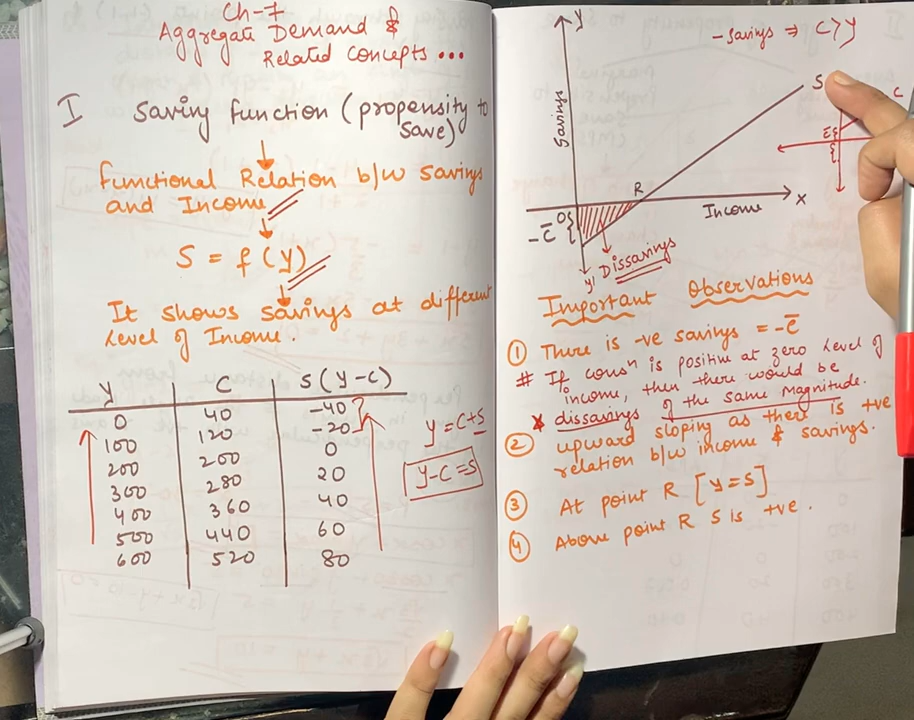 Ch-7
Aggregate Demand &
Related Concepts ...
I Saving function (propensity to
save)
functional Relation b/w savings
and Income
S = f (Y)
It shows savings at different
Level of Income.
Y C S (Y-C)
0 40 -40
100 120 -20
200 200 0
300 280 20
400 360 40
500 440 60
600 520 80
Y = C+S
Y-C = S
Y
- Savings ⇒ C>Y
Savings
S
C
C̅
R
O
Income X
-C̅
Y'
Dissavings
Important Observations
① There is -ve savings = -C̅
# If consⁿ is positive at zero level of
income, then there would be
* dissavings of the same magnitude.
② upward sloping as there is +ve
relation b/w income & savings.
③ At point R [Y=S]
④ Above point R S is +ve.